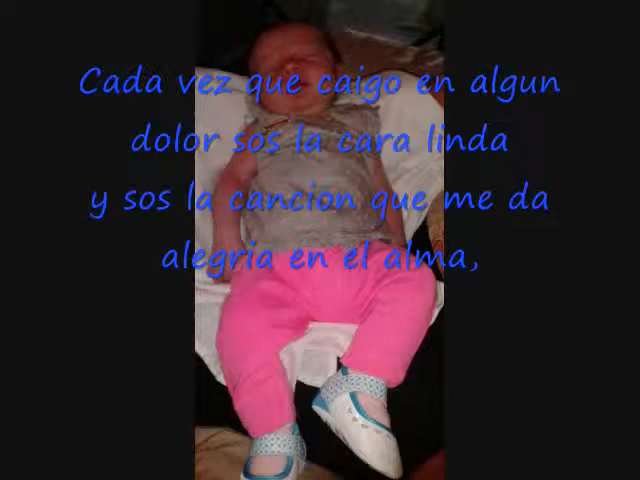 Cada vez que caigo en algun
dolor sos la cara linda
y sos la cancion que me da
alegria en el alma,